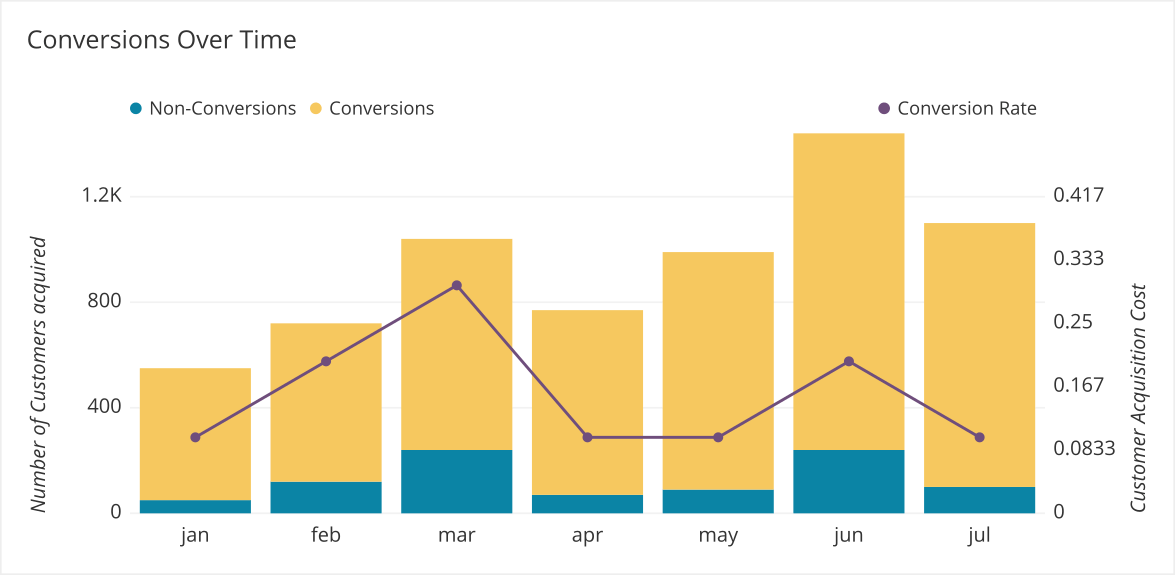 Conversions Over Time
Non-Conversions
Conversions
Conversion Rate
Number of Customers acquired
1.2K
800
400
0
0.417
0.333
0.25
0.167
0.0833
0
Customer Acquisition Cost
jan
feb
mar
apr
may
jun
jul